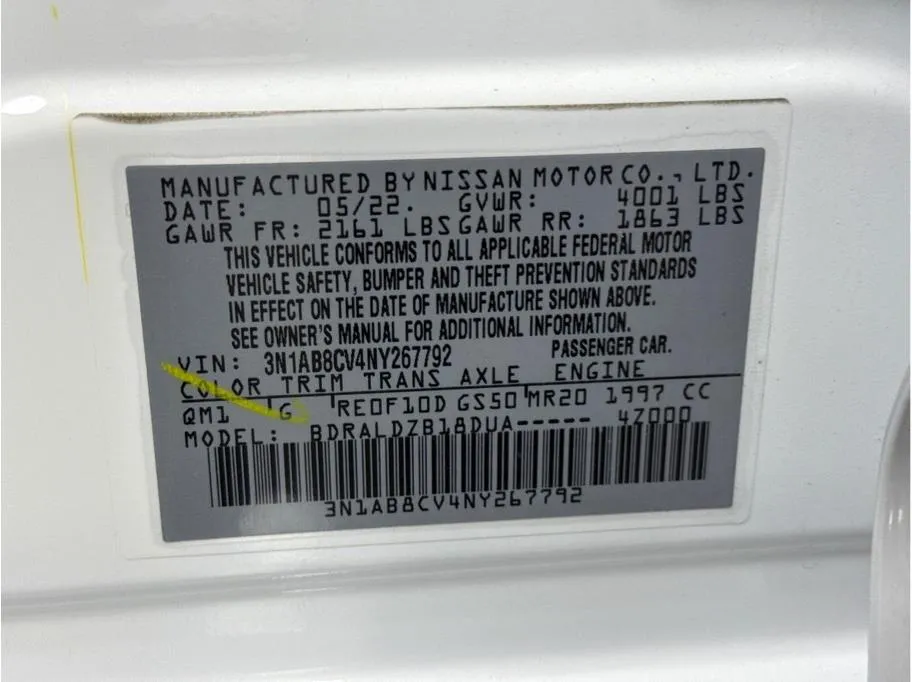 MANUFACTURED BY NISSAN MOTOR CO., LTD.
DATE: 05/22. GVWR: 4001 LBS
GAWR FR: 2161 LBS GAWR RR: 1863 LBS
THIS VEHICLE CONFORMS TO ALL APPLICABLE FEDERAL MOTOR
VEHICLE SAFETY, BUMPER AND THEFT PREVENTION STANDARDS
IN EFFECT ON THE DATE OF MANUFACTURE SHOWN ABOVE.
SEE OWNER'S MANUAL FOR ADDITIONAL INFORMATION.
VIN: 3N1AB8CV4NY267792 PASSENGER CAR.
COLOR TRIM TRANS AXLE ENGINE
QM1 G RE0F10D GS50 MR20 1997 CC
MODEL: BDRALDZB18DUA----- 4Z000
3N1AB8CV4NY267792